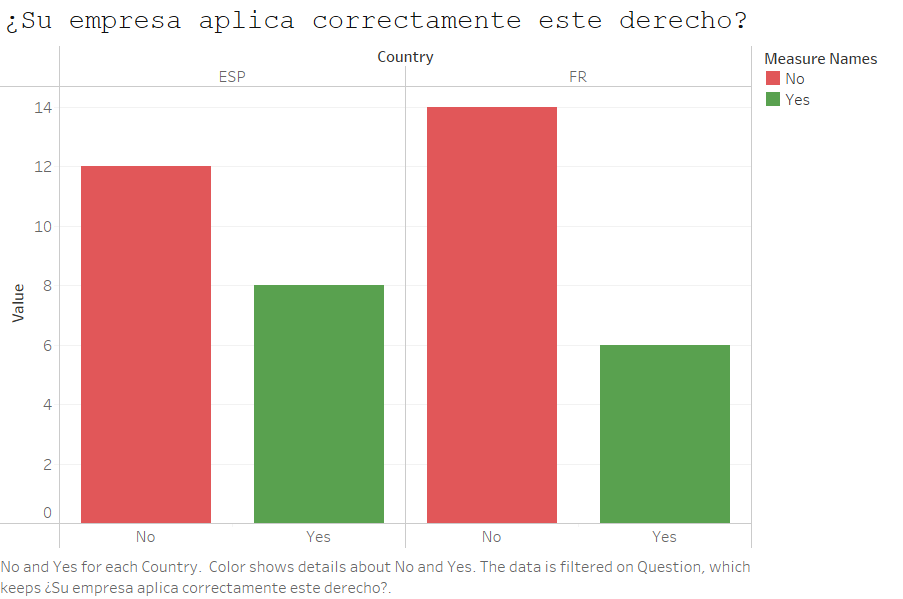 ¿Su empresa aplica correctamente este derecho?
Country
ESP
FR
Measure Names
No
Yes
14
12
10
8
6
4
2
0
Value
No
Yes
No
Yes
No and Yes for each Country.  Color shows details about No and Yes. The data is filtered on Question, which
keeps ¿Su empresa aplica correctamente este derecho?.